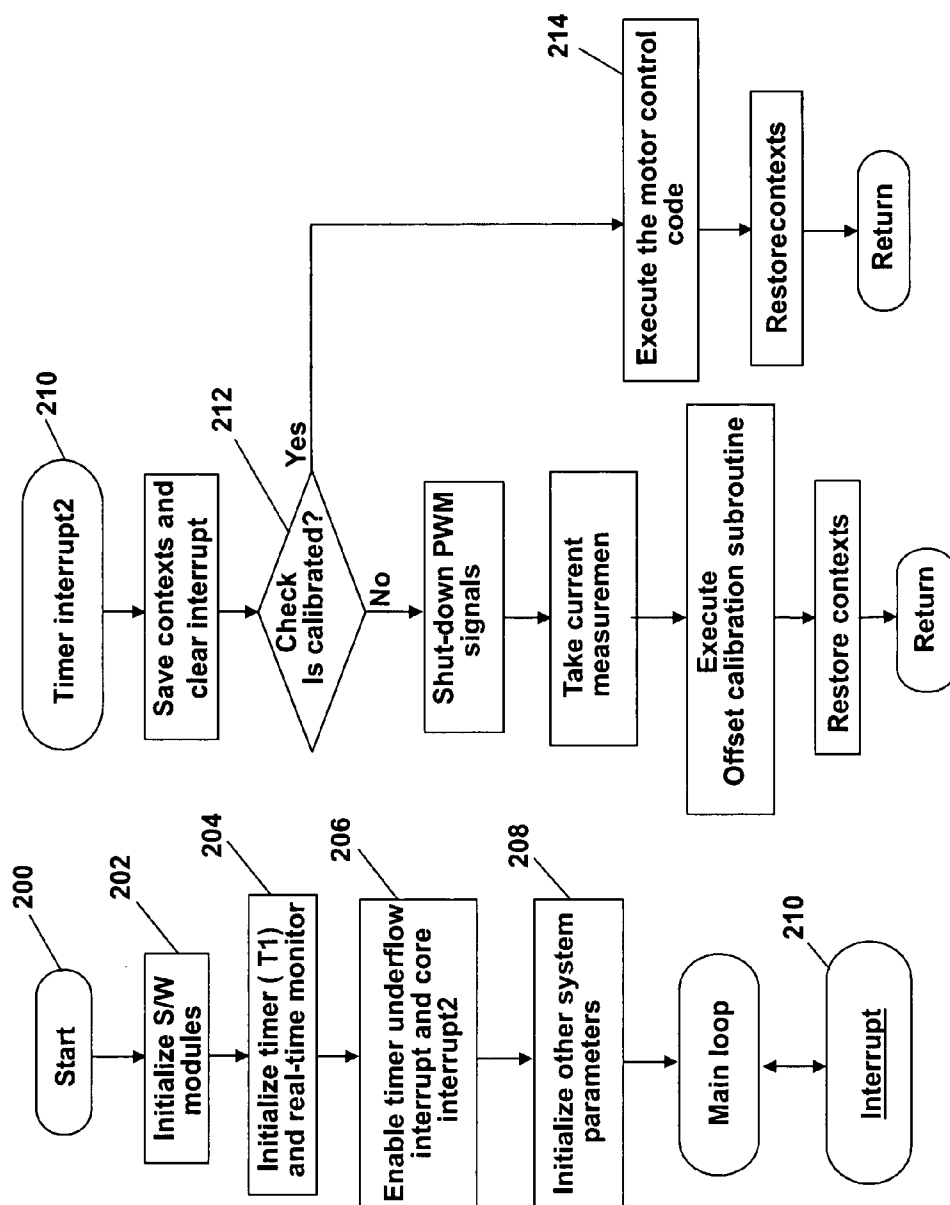 200
Start
202
Initialize S/W
modules
204
Initialize timer ( T1)
and real-time monitor
206
Enable timer underflow
interrupt and core
interrupt2
208
Initialize other system
parameters
Main loop
210
Interrupt
210
Timer interrupt2
Save contexts and
clear interrupt
212
Check
Is calibrated?
Yes
No
Shut-down PWM
signals
Take current
measuremen
Execute
Offset calibration subroutine
Restore contexts
Return
214
Execute the motor control
code
Restorecontexts
Return